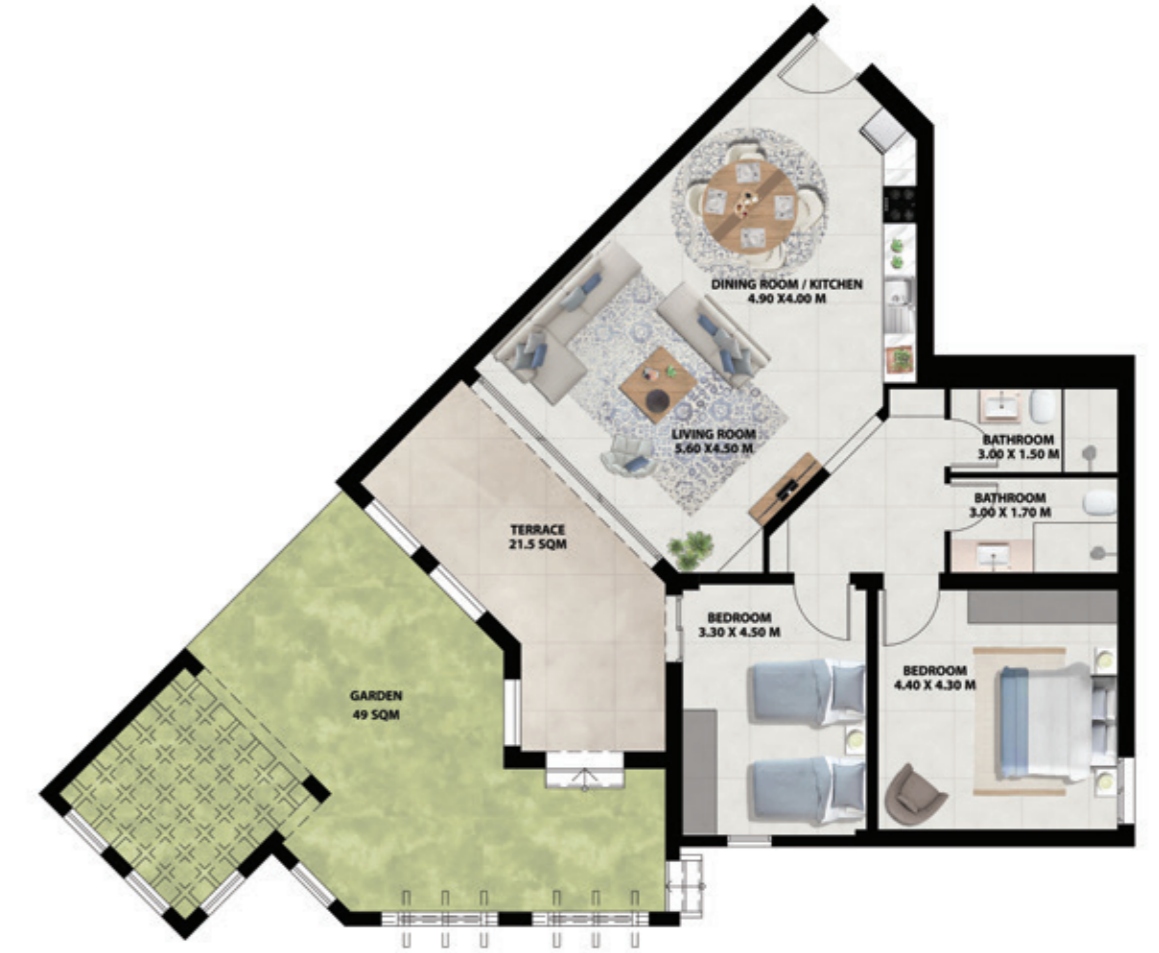 DINING ROOM / KITCHEN
4.90 X4.00 M
LIVING ROOM
5.60 X4.50 M
BATHROOM
3.00 X 1.50 M
BATHROOM
3.00 X 1.70 M
TERRACE
21.5 SQM
BEDROOM
3.30 X 4.50 M
BEDROOM
4.40 X 4.30 M
GARDEN
49 SQM